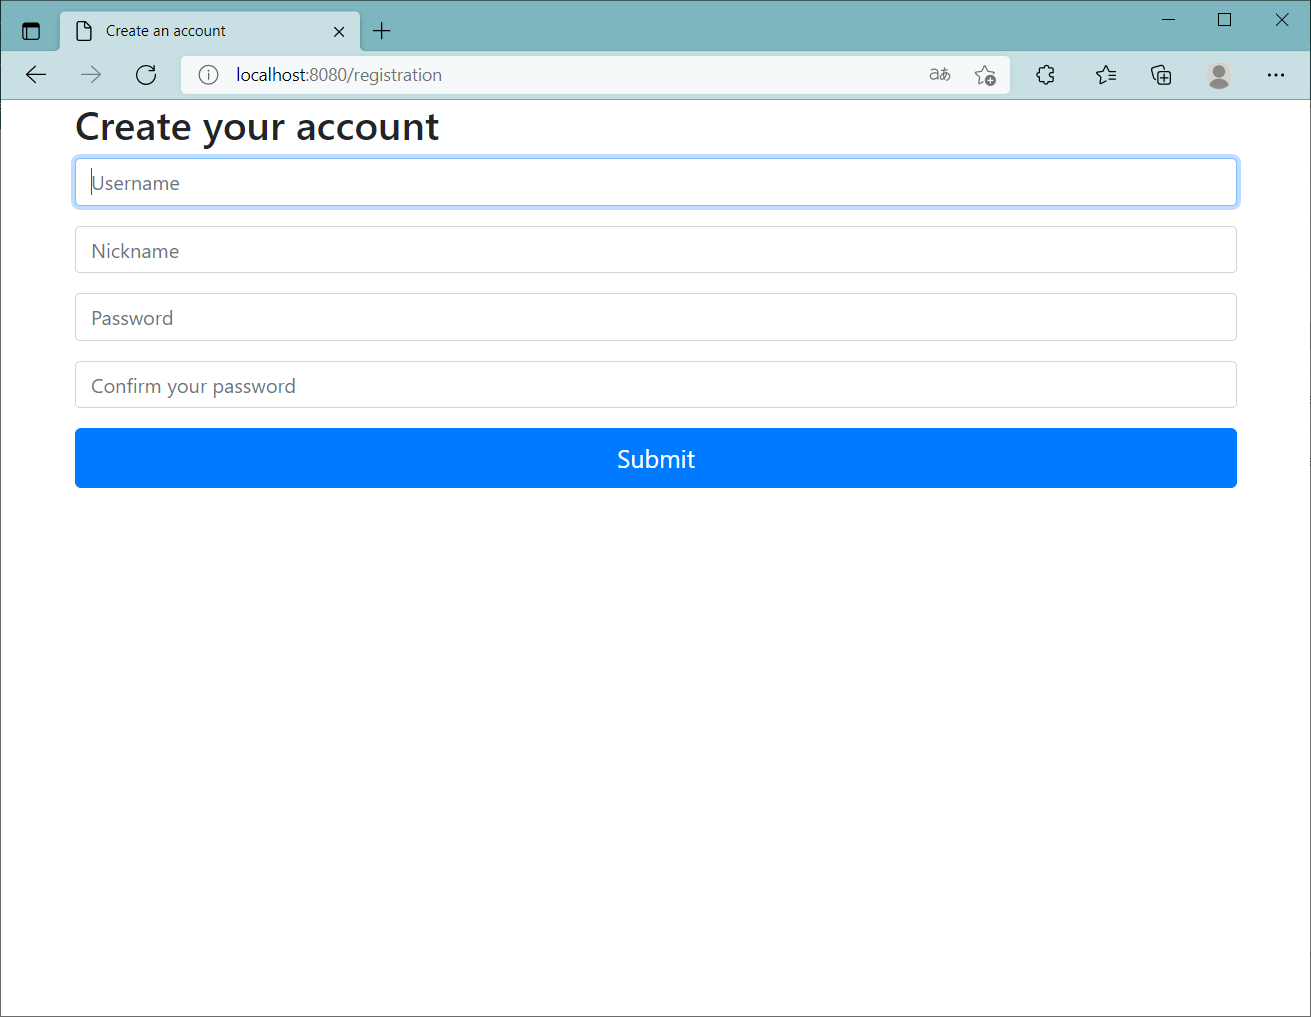 Create an account
localhost:8080/registration
aあ
Create your account
Username
Nickname
Password
Confirm your password
Submit